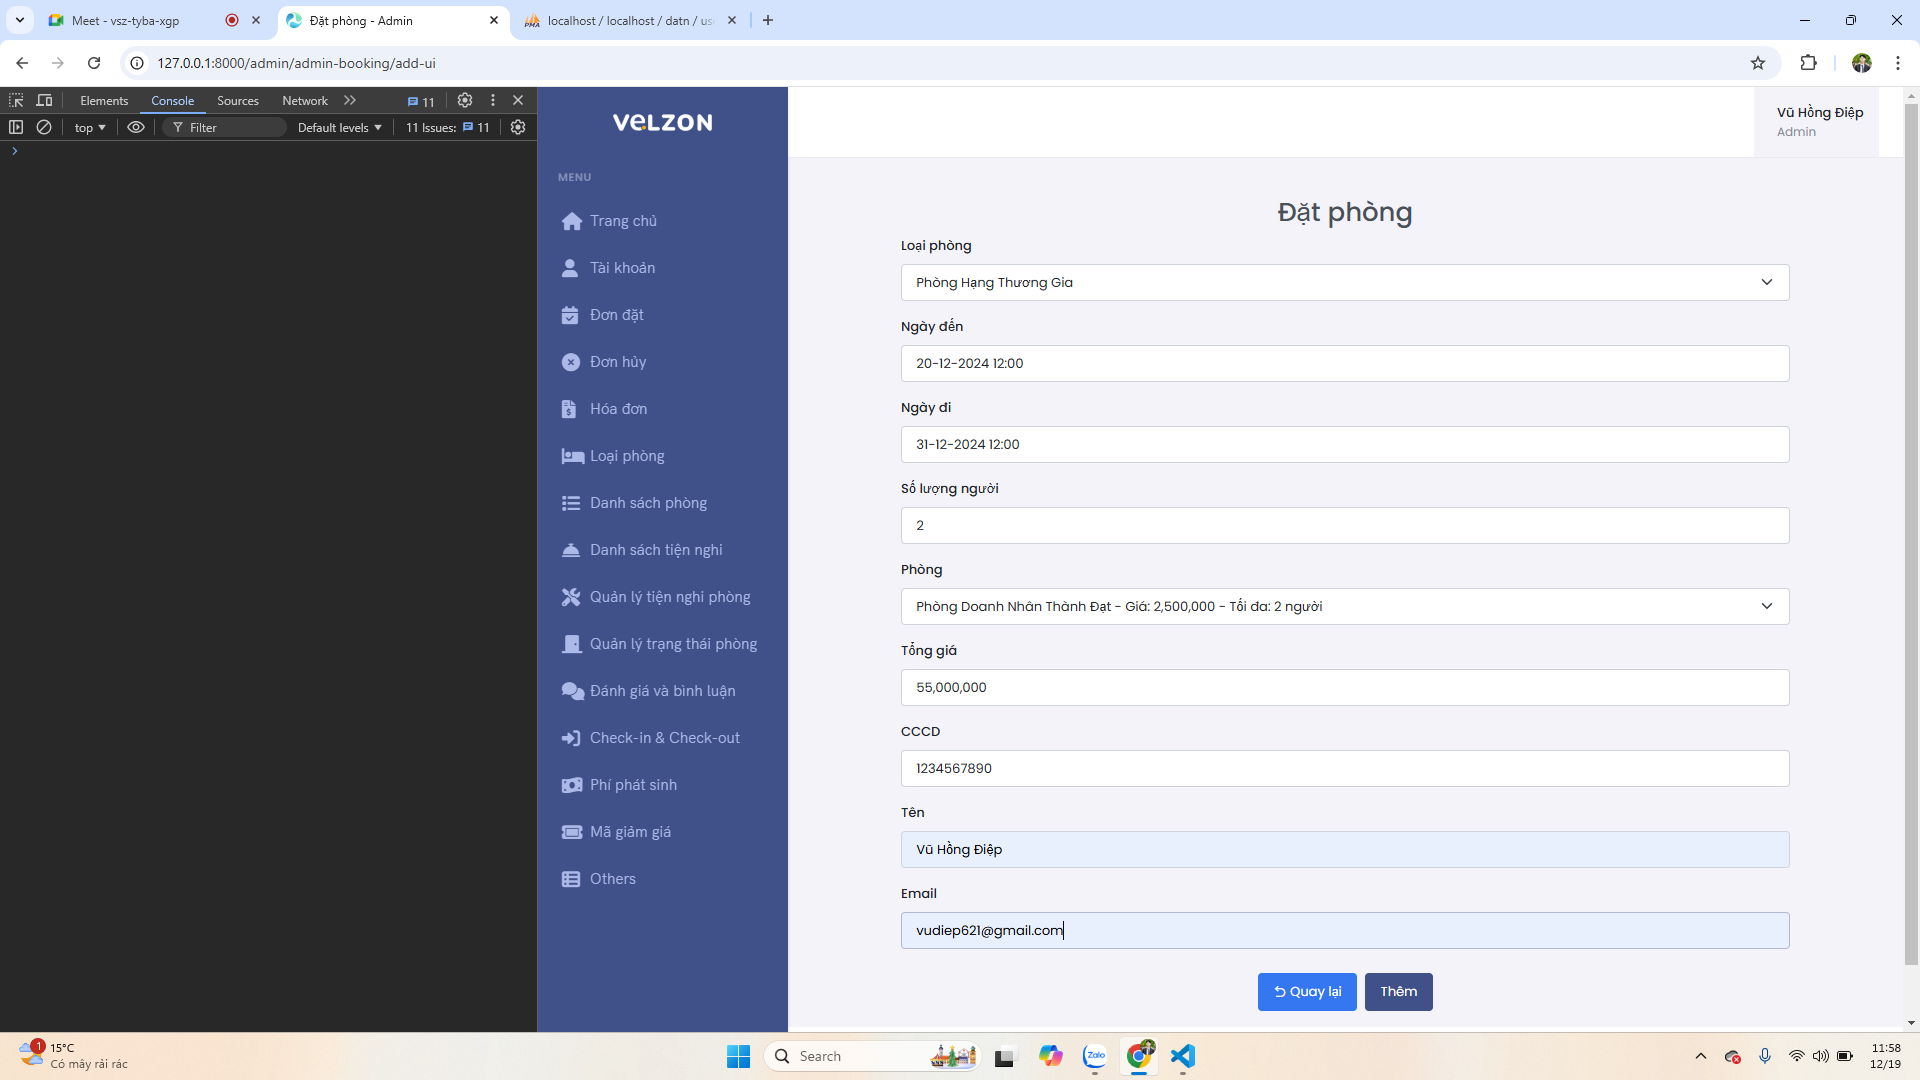 Meet - vsz-tyba-xgp
Đặt phòng - Admin
localhost / localhost / datn / us
127.0.0.1:8000/admin/admin-booking/add-ui
Elements
Console
Sources
Network
11
top
Filter
Default levels
11 Issues:
11
VELZON
MENU
Trang chủ
Tài khoản
Đơn đặt
Đơn hủy
Hóa đơn
Loại phòng
Danh sách phòng
Danh sách tiện nghi
Quản lý tiện nghi phòng
Quản lý trạng thái phòng
Đánh giá và bình luận
Check-in & Check-out
Phí phát sinh
Mã giảm giá
Others
Vũ Hồng Điệp
Admin
Đặt phòng
Loại phòng
Phòng Hạng Thương Gia
Ngày đến
20-12-2024 12:00
Ngày đi
31-12-2024 12:00
Số lượng người
2
Phòng
Phòng Doanh Nhân Thành Đạt - Giá: 2,500,000 - Tối đa: 2 người
Tổng giá
55,000,000
CCCD
1234567890
Tên
Vũ Hồng Điệp
Email
vudiep621@gmail.com
Quay lại
Thêm
1
15°C
Có mây rải rác
Search
Zalo
11:58
12/19